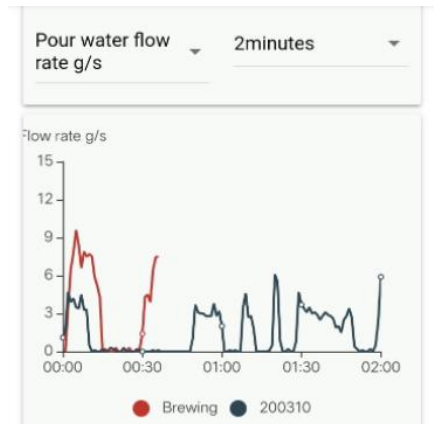 Pour water flow
rate g/s
2minutes
Flow rate g/s
15
12
9
6
3
0
00:00 00:30 01:00 01:30 02:00
Brewing 200310